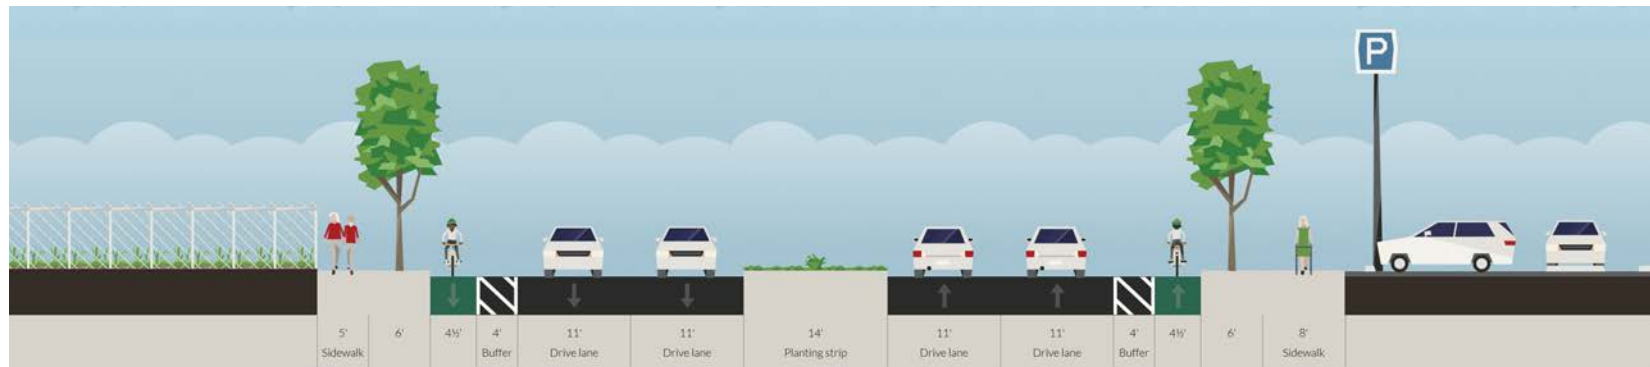 P
5' 6' 4½' 4' 11' 11' 14' 11' 11' 4' 4½' 6' 8'
Sidewalk Buffer Drive lane Drive lane Planting strip Drive lane Drive lane Buffer Sidewalk